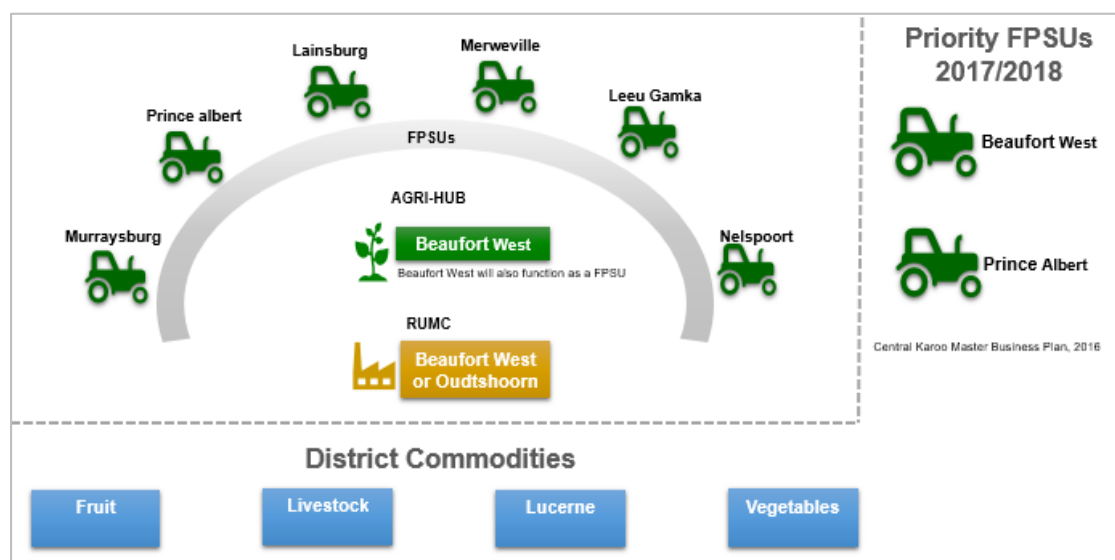 Lainsburg
Merweville
Leeu Gamka
Prince albert
FPSUs
Murraysburg
Nelspoort
AGRI-HUB
Beaufort West
Beaufort West will also function as a FPSU
RUMC
Beaufort West
or Oudtshoorn
Priority FPSUs
2017/2018
Beaufort West
Prince Albert
Central Karoo Master Business Plan, 2016
District Commodities
Fruit
Livestock
Lucerne
Vegetables